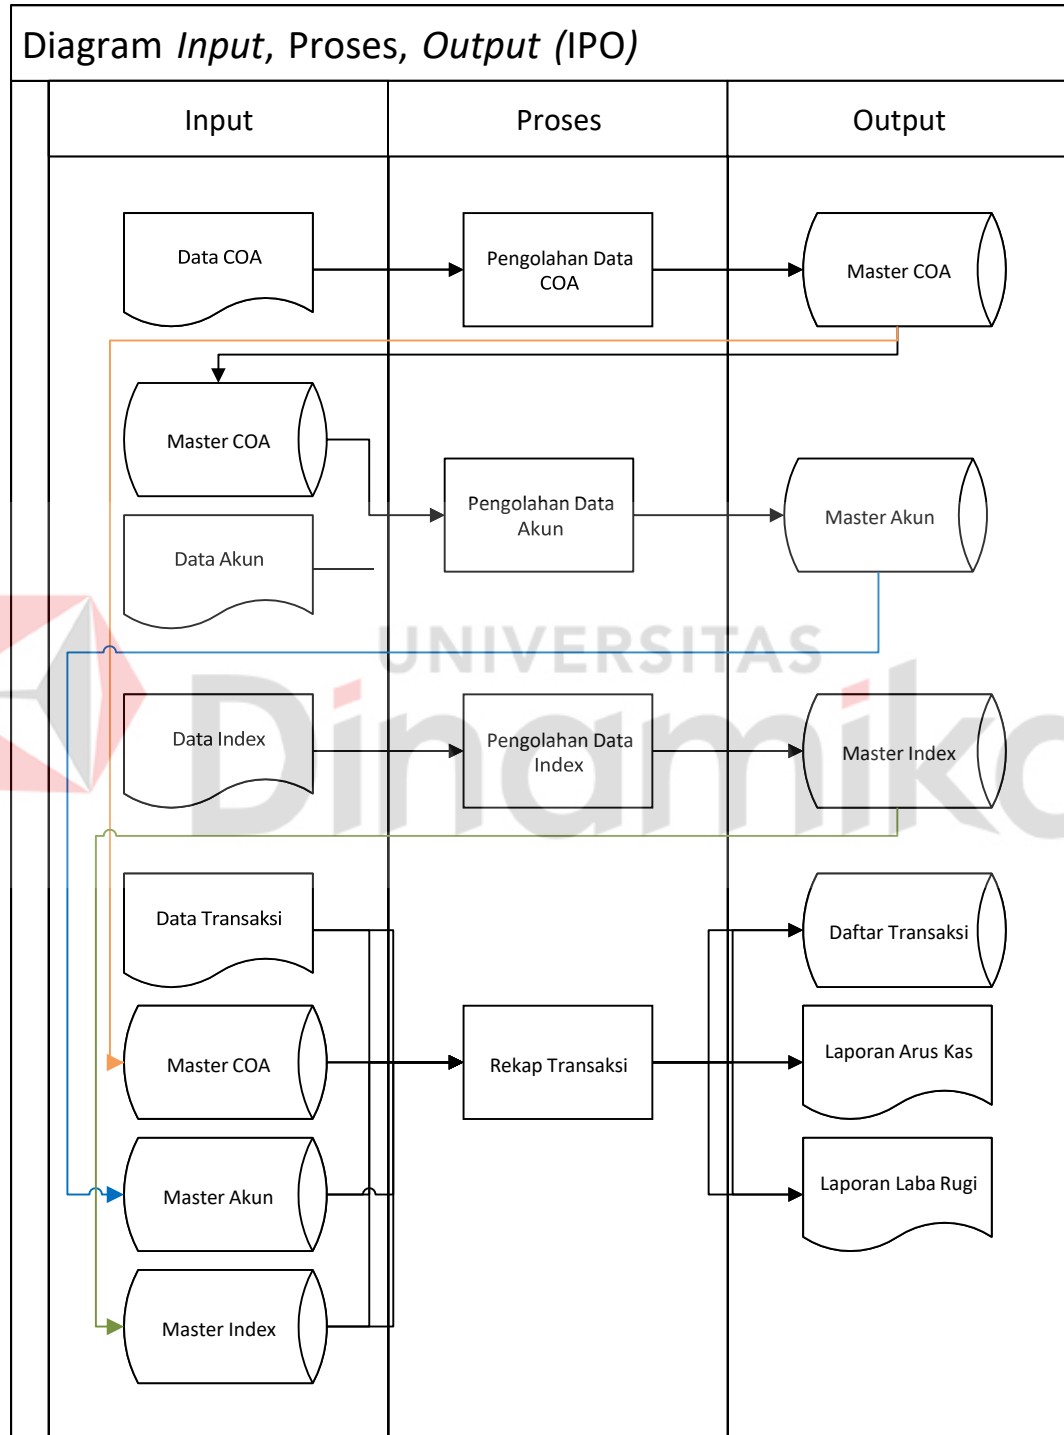 Diagram Input, Proses, Output (IPO)
Input
Proses
Output
Data COA
Pengolahan Data
COA
Master COA
Master COA
Pengolahan Data
Akun
Master Akun
Data Akun
UNIVERSITAS
Dinamika
Data Index
Pengolahan Data
Index
Master Index
Data Transaksi
Daftar Transaksi
Master COA
Rekap Transaksi
Laporan Arus Kas
Master Akun
Laporan Laba Rugi
Master Index